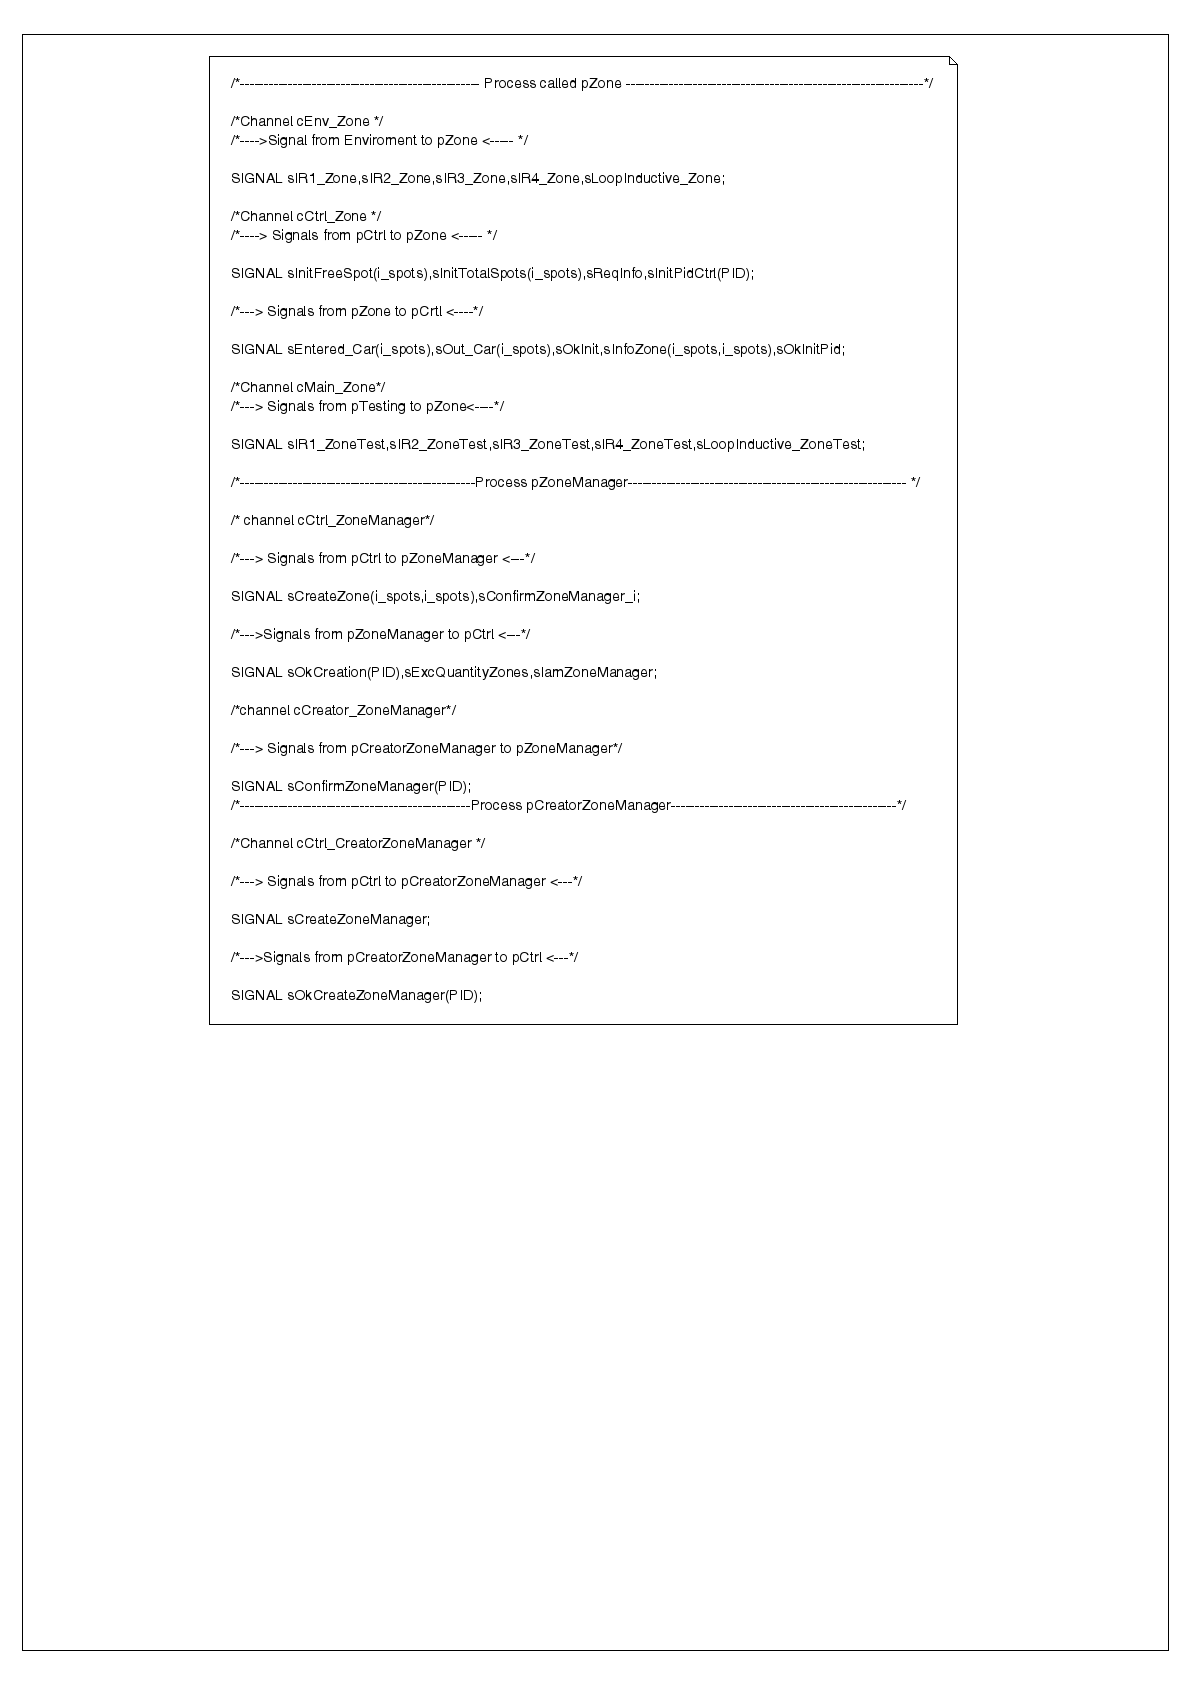 /*-------------------------------------------------- Process called pZone --------------------------------------------------------------*/
/*Channel cEnv_Zone */
/*---->Signal from Enviroment to pZone <----- */
SIGNAL sIR1_Zone,sIR2_Zone,sIR3_Zone,sIR4_Zone,sLoopInductive_Zone;
/*Channel cCtrl_Zone */
/*----> Signals from pCtrl to pZone <----- */
SIGNAL sInitFreeSpot(i_spots),sInitTotalSpots(i_spots),sReqInfo,sInitPidCtrl(PID);
/*---> Signals from pZone to pCrtl <----*/
SIGNAL sEntered_Car(i_spots),sOut_Car(i_spots),sOkInit,sInfoZone(i_spots,i_spots),sOkInitPid;
/*Channel cMain_Zone*/
/*---> Signals from pTesting to pZone<----*/
SIGNAL sIR1_ZoneTest,sIR2_ZoneTest,sIR3_ZoneTest,sIR4_ZoneTest,sLoopInductive_ZoneTest;
/*-------------------------------------------------Process pZoneManager---------------------------------------------------------- */
/* channel cCtrl_ZoneManager*/
/*---> Signals from pCtrl to pZoneManager <---*/
SIGNAL sCreateZone(i_spots,i_spots),sConfirmZoneManager_i;
/*--->Signals from pZoneManager to pCtrl <---*/
SIGNAL sOkCreation(PID),sExcQuantityZones,sIamZoneManager;
/*channel cCreator_ZoneManager*/
/*---> Signals from pCreatorZoneManager to pZoneManager*/
SIGNAL sConfirmZoneManager(PID);
/*------------------------------------------------Process pCreatorZoneManager-----------------------------------------------*/
/*Channel cCtrl_CreatorZoneManager */
/*---> Signals from pCtrl to pCreatorZoneManager <---*/
SIGNAL sCreateZoneManager;
/*--->Signals from pCreatorZoneManager to pCtrl <---*/
SIGNAL sOkCreateZoneManager(PID);